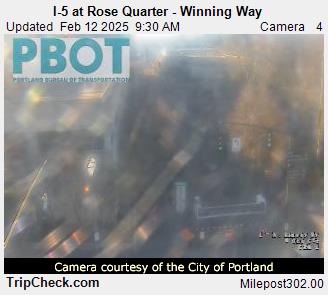 I-5 at Rose Quarter - Winning Way
Updated Feb 12 2025 9:30 AM Camera 4
PBOT
PORTLAND BUREAU OF TRANSPORTATION
Camera courtesy of the City of Portland
TripCheck.com Milepost302.00